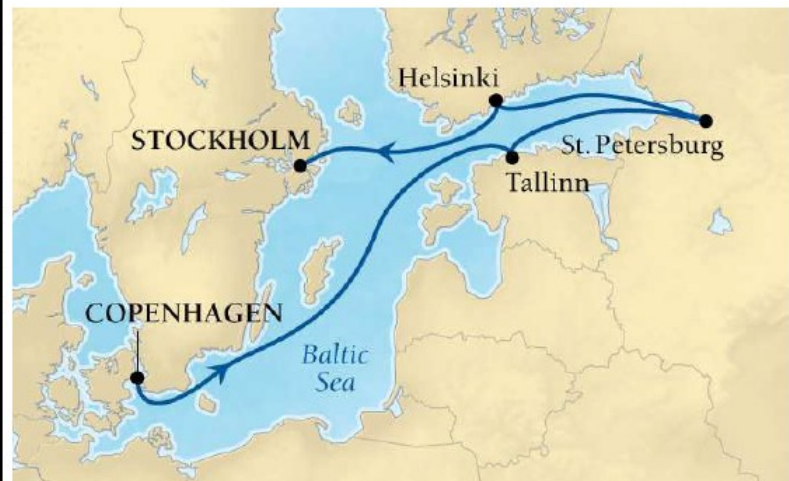 Helsinki
STOCKHOLM
St. Petersburg
Tallinn
COPENHAGEN
Baltic
Sea